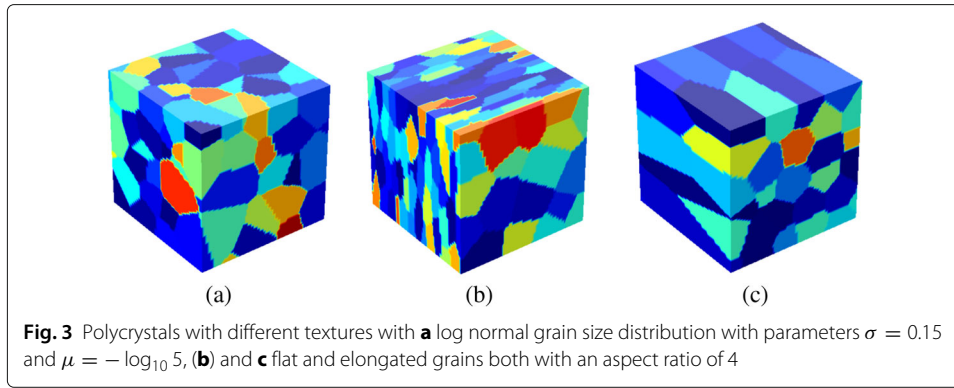 (a) (b) (c)
Fig. 3 Polycrystals with different textures with a log normal grain size distribution with parameters σ = 0.15
and μ = − log₁₀ 5, (b) and c flat and elongated grains both with an aspect ratio of 4